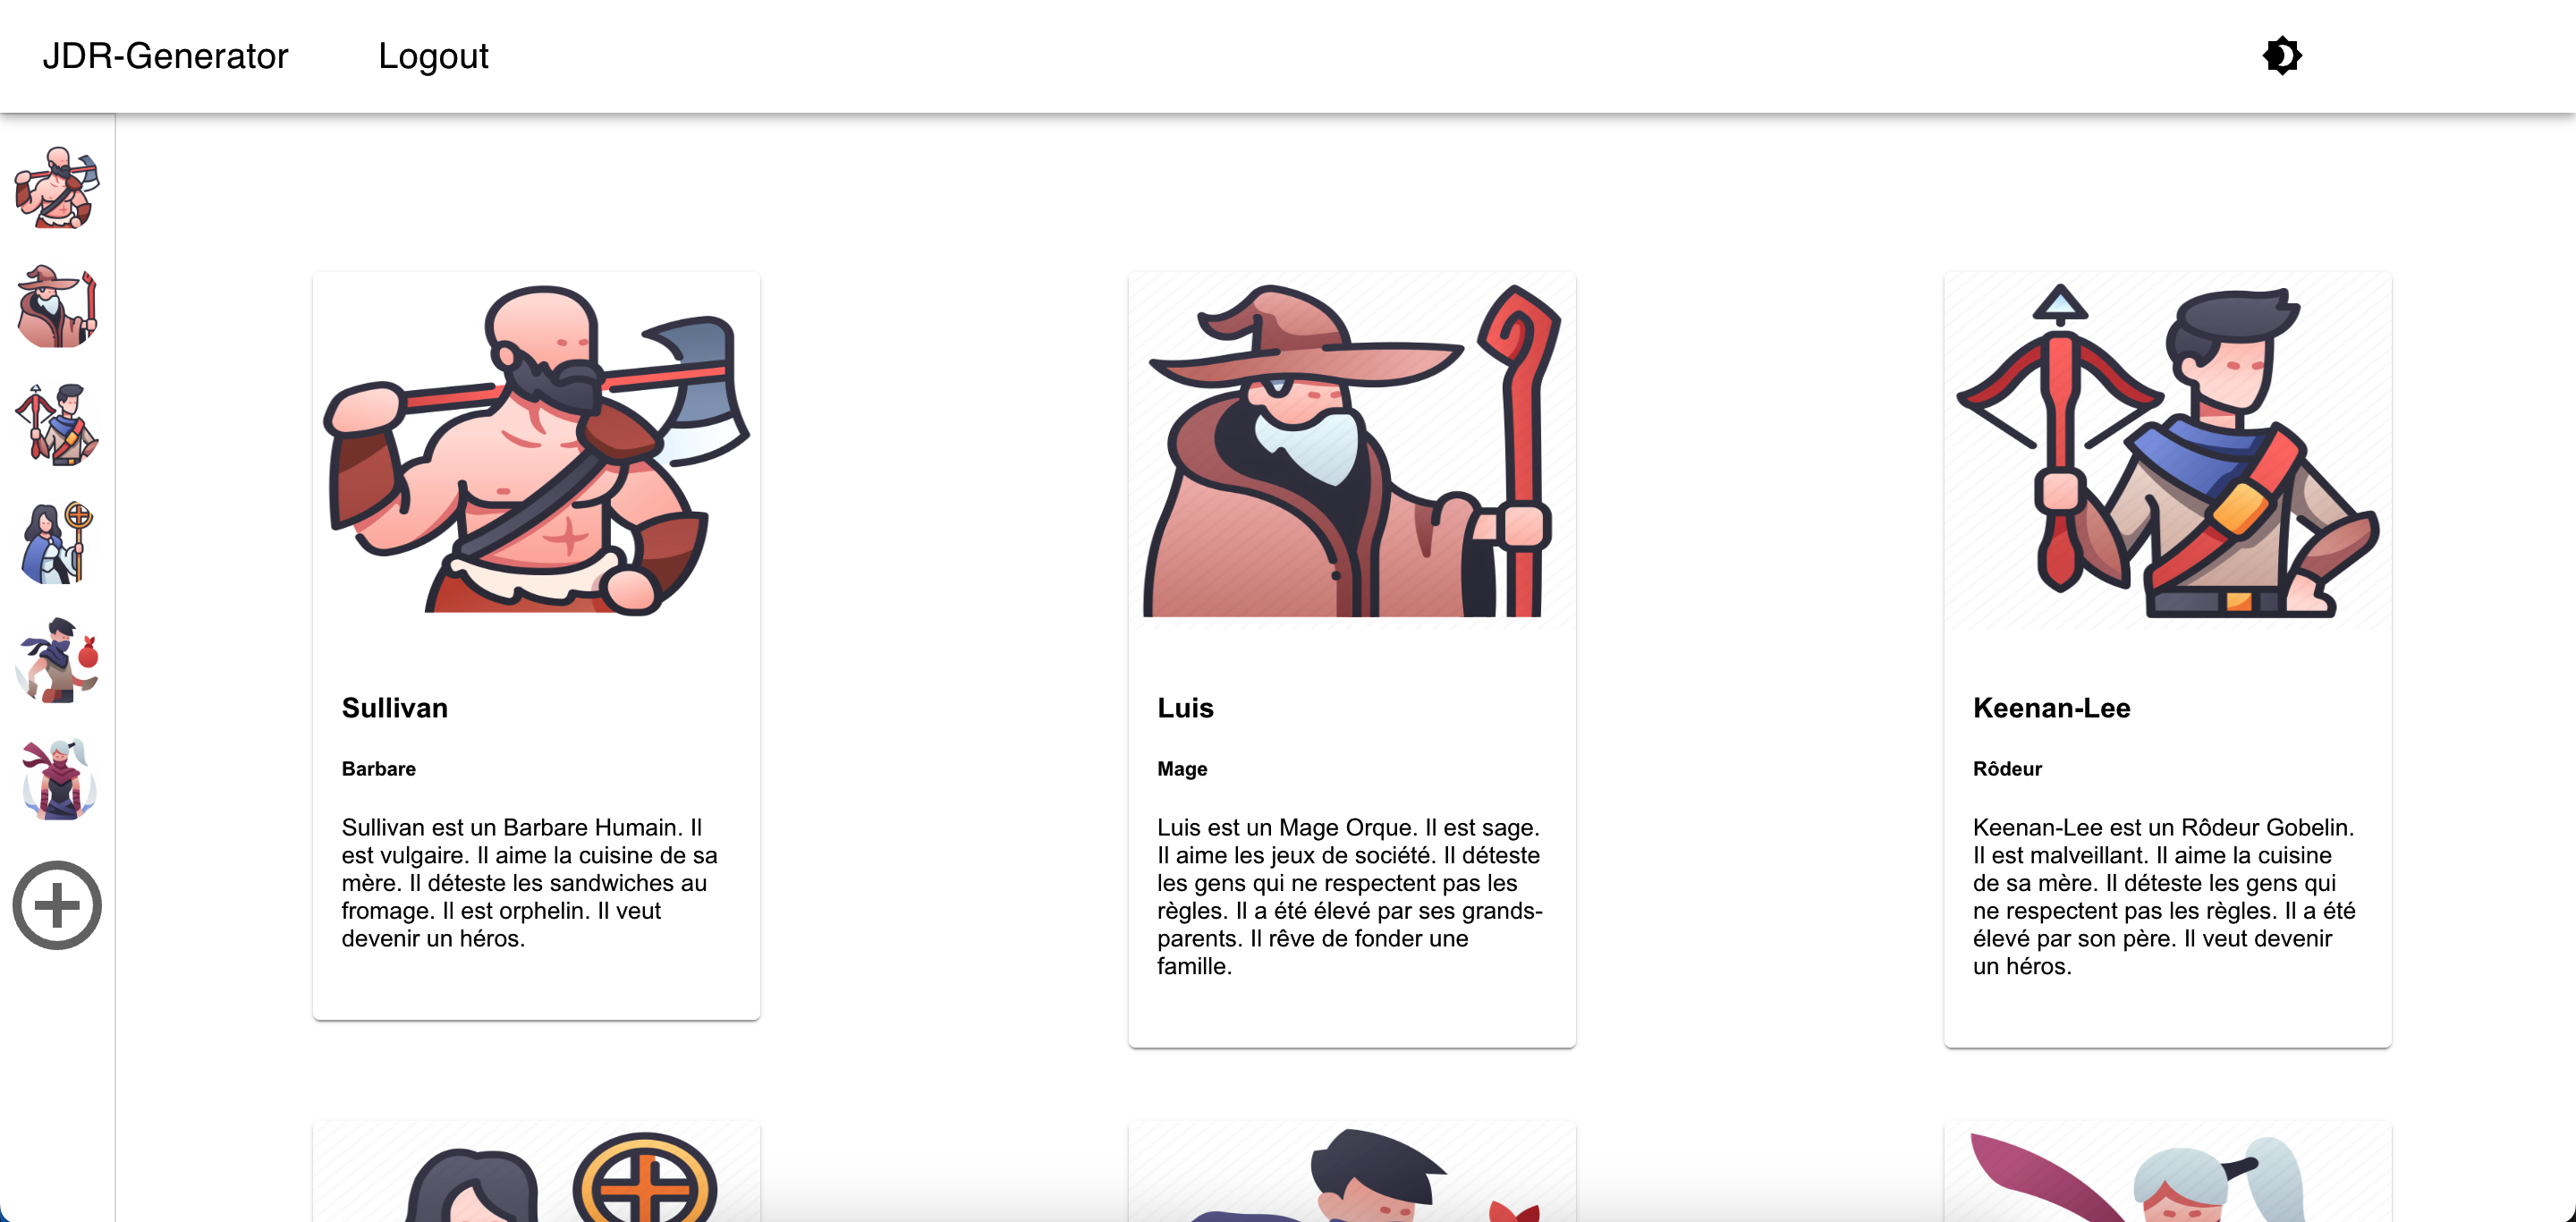 JDR-Generator
Logout
Sullivan
Barbare
Sullivan est un Barbare Humain. Il
est vulgaire. Il aime la cuisine de sa
mère. Il déteste les sandwiches au
fromage. Il est orphelin. Il veut
devenir un héros.
Luis
Mage
Luis est un Mage Orque. Il est sage.
Il aime les jeux de société. Il déteste
les gens qui ne respectent pas les
règles. Il a été élevé par ses grands-
parents. Il rêve de fonder une
famille.
Keenan-Lee
Rôdeur
Keenan-Lee est un Rôdeur Gobelin.
Il est malveillant. Il aime la cuisine
de sa mère. Il déteste les gens qui
ne respectent pas les règles. Il a été
élevé par son père. Il veut devenir
un héros.